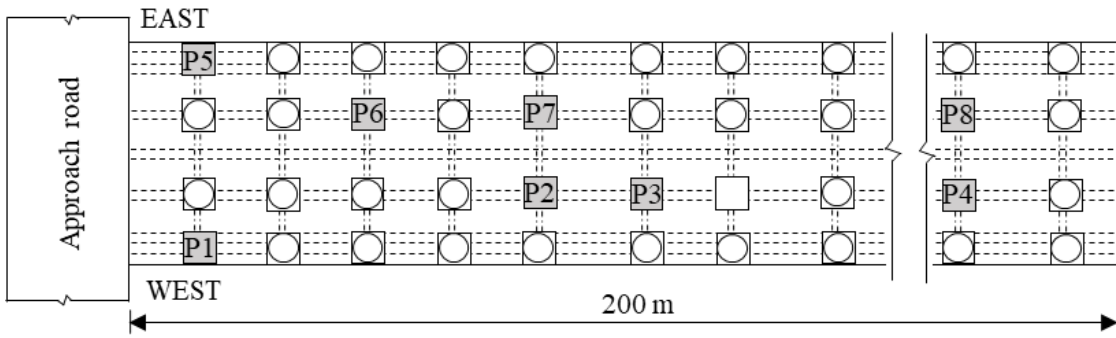 EAST
P5
P6 P7 P8
Approach road
P2 P3 P4
P1
WEST
200 m